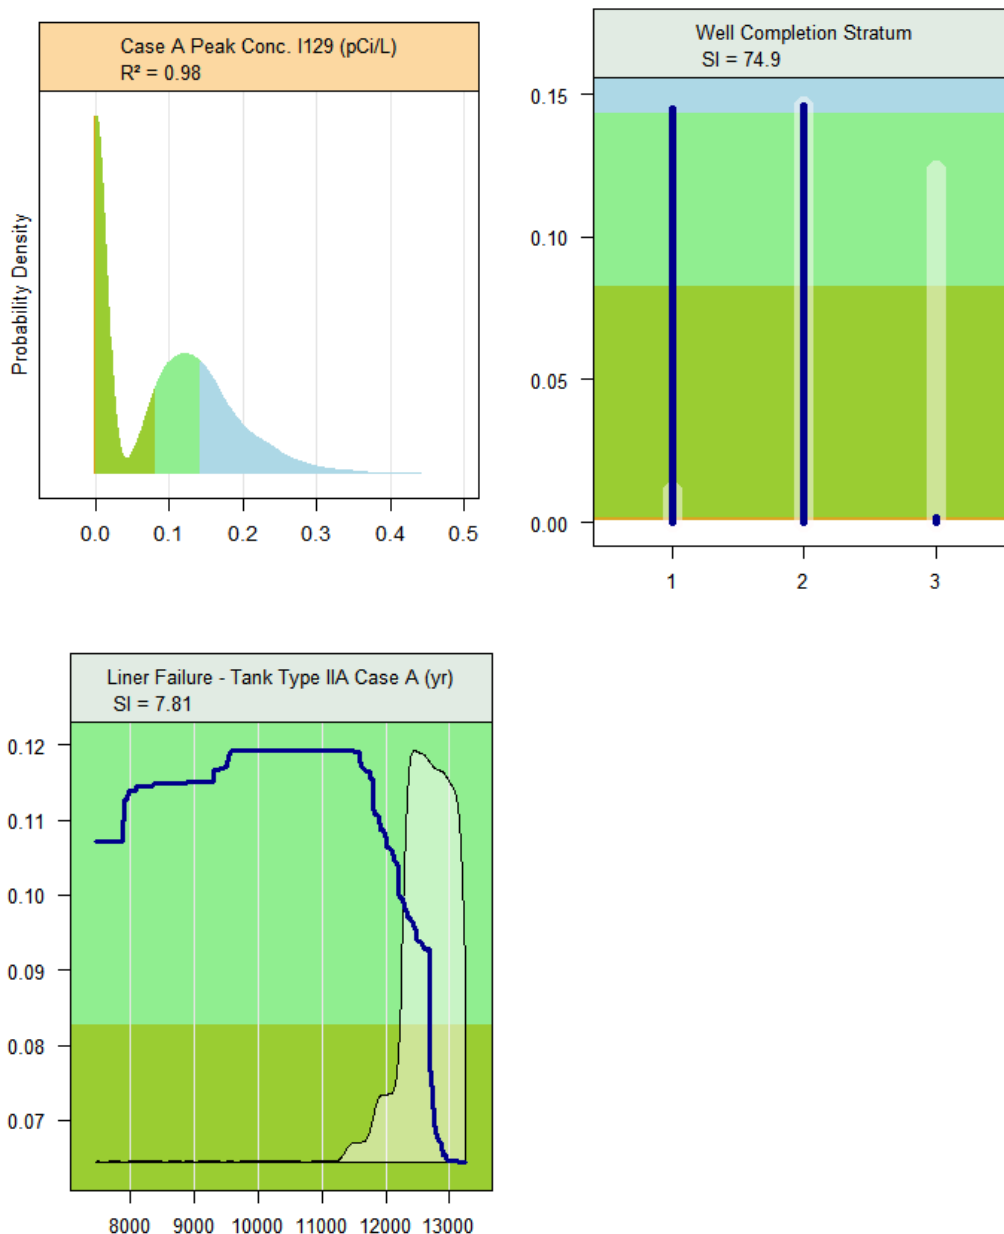 Case A Peak Conc. I129 (pCi/L)
R² = 0.98
Probability Density
0.0 0.1 0.2 0.3 0.4 0.5
Well Completion Stratum
SI = 74.9
0.15
0.10
0.05
0.00
1 2 3
Liner Failure - Tank Type IIA Case A (yr)
SI = 7.81
0.12
0.11
0.10
0.09
0.08
0.07
8000 9000 10000 11000 12000 13000